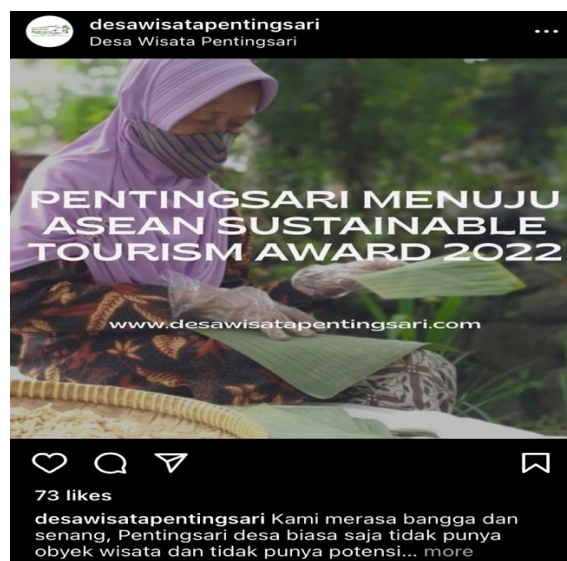 desawisatapentingsari
Desa Wisata Pentingsari
PENTINGSARI MENUJU
ASEAN SUSTAINABLE
TOURISM AWARD 2022
www.desawisatapentingsari.com
73 likes
desawisatapentingsari Kami merasa bangga dan
senang, Pentingsari desa biasa saja tidak punya
obyek wisata dan tidak punya potensi... more